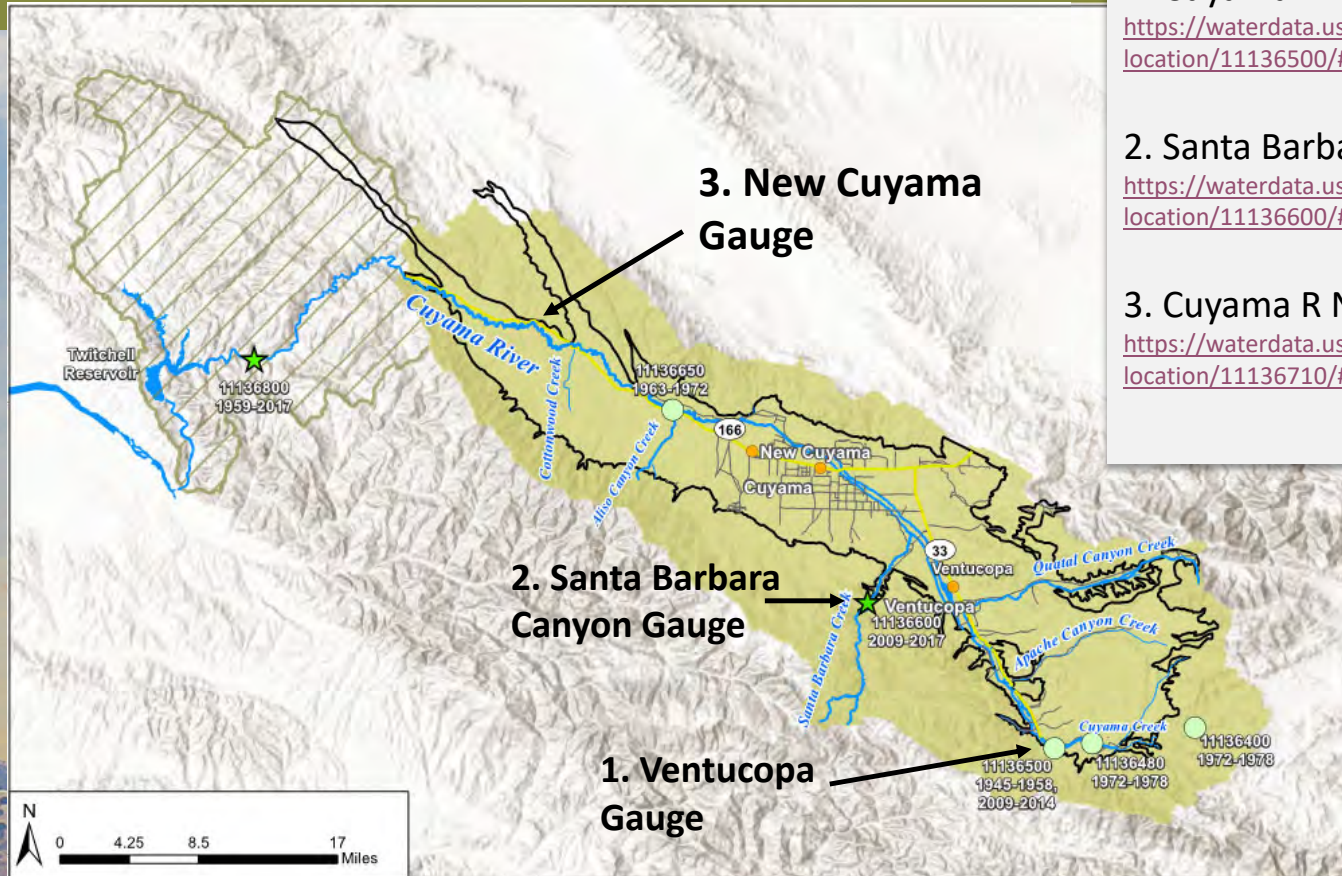 https://waterdata.us
location/11136500/#
2. Santa Barba
https://waterdata.us
location/11136600/#
3. Cuyama R N
https://waterdata.us
location/11136710/#
3. New Cuyama
Gauge
Cuyama River
Twitchell
Reservoir
11136800
1959-2017
Cottonwood Creek
11136650
1963-1972
Aliso Canyon Creek
166
New Cuyama
Cuyama
33
Ventucopa
Quatal Canyon Creek
2. Santa Barbara
Canyon Gauge
Ventucopa
11136600
2009-2017
Santa Barbara Creek
Apache Canyon Creek
Cuyama Creek
1. Ventucopa
Gauge
11136500
1945-1958,
2009-2014
11136480
1972-1978
11136400
1972-1978
N
0 4.25 8.5 17
Miles